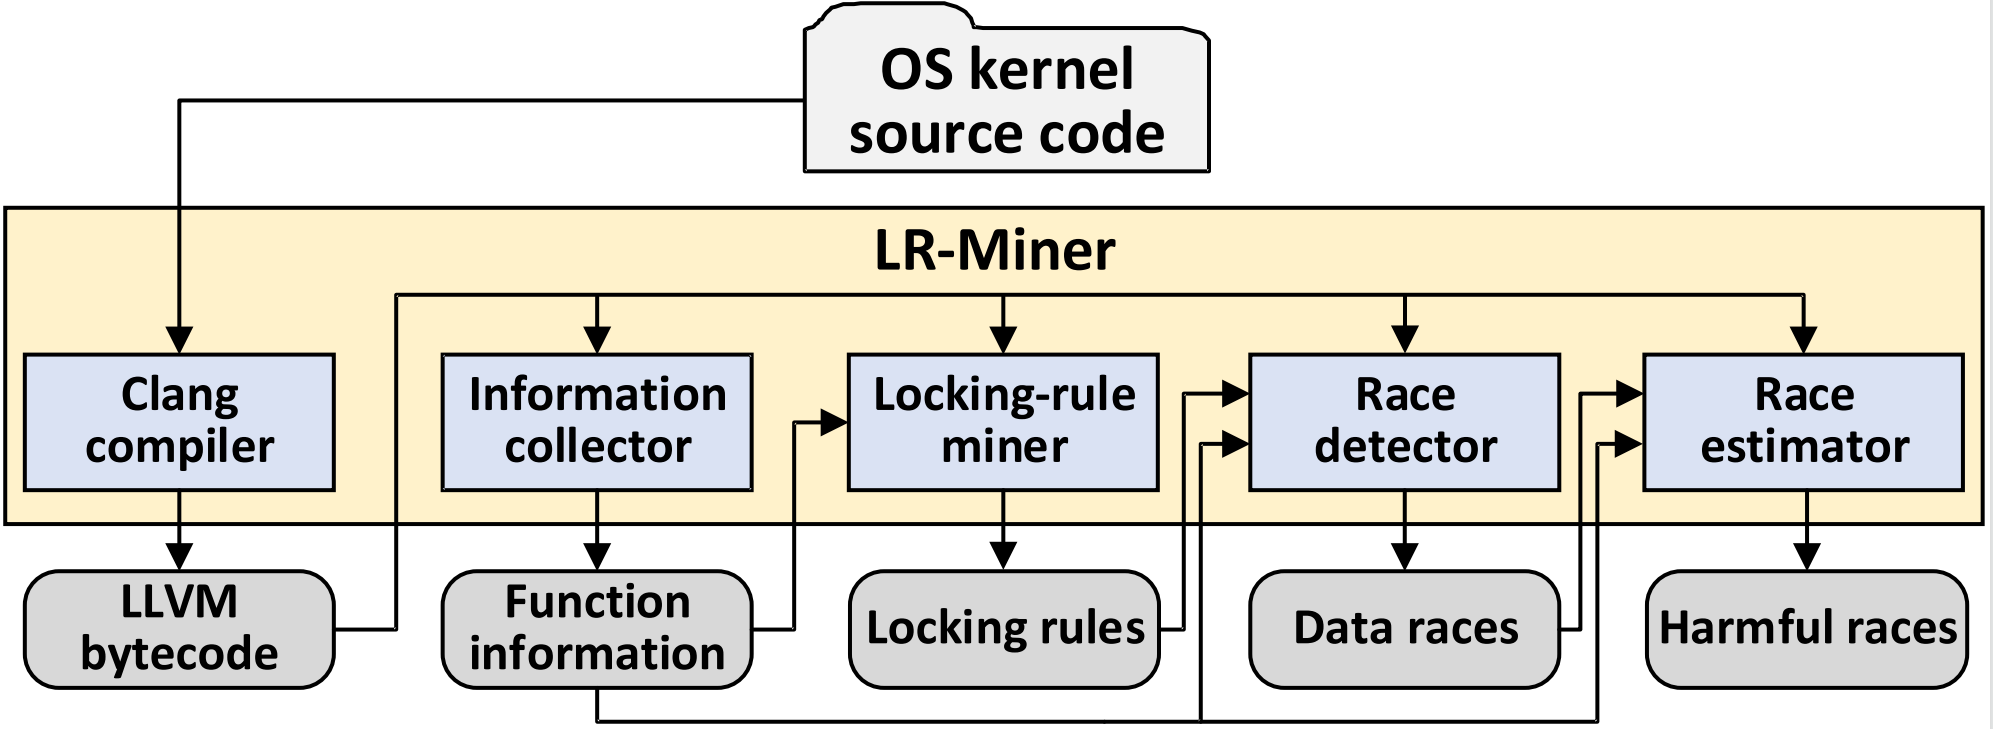 OS kernel
source code
LR-Miner
Clang
compiler
Information
collector
Locking-rule
miner
Race
detector
Race
estimator
LLVM
bytecode
Function
information
Locking rules
Data races
Harmful races